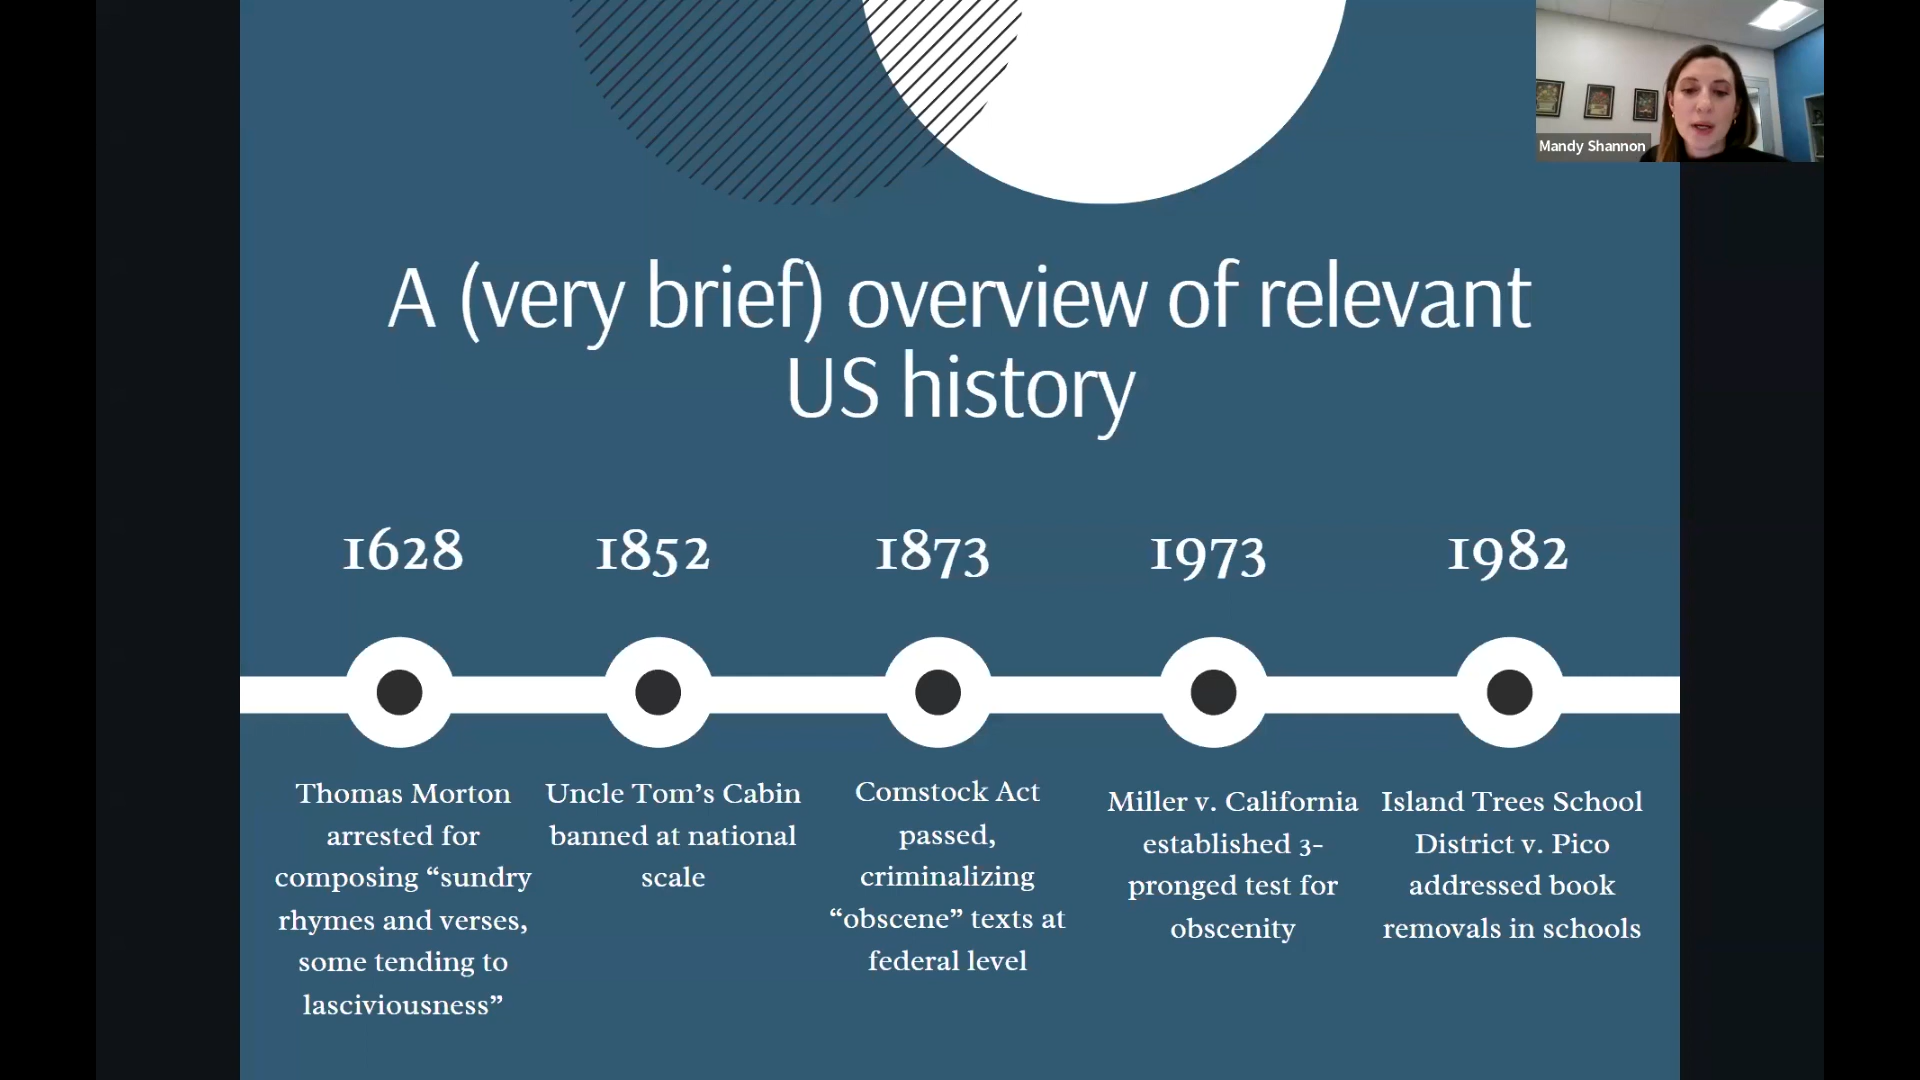 Mandy Shannon
A (very brief) overview of relevant
US history
1628
1852
1873
1973
1982
Thomas Morton
arrested for
composing “sundry
rhymes and verses,
some tending to
lasciviousness”
Uncle Tom’s Cabin
banned at national
scale
Comstock Act
passed,
criminalizing
“obscene” texts at
federal level
Miller v. California
established 3-
pronged test for
obscenity
Island Trees School
District v. Pico
addressed book
removals in schools